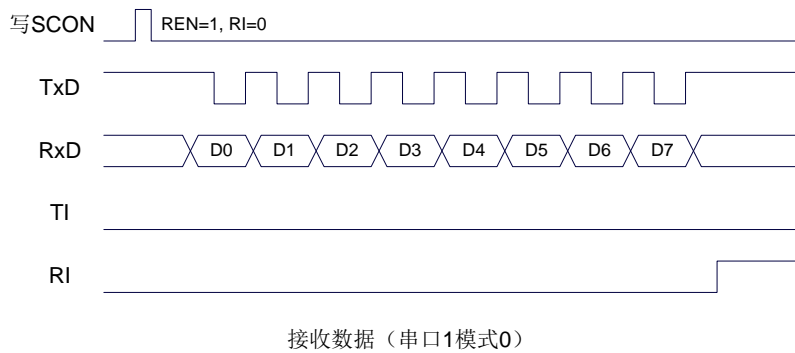 写SCON REN=1, RI=0
TxD
RxD D0 D1 D2 D3 D4 D5 D6 D7
TI
RI
接收数据（串口1模式0）